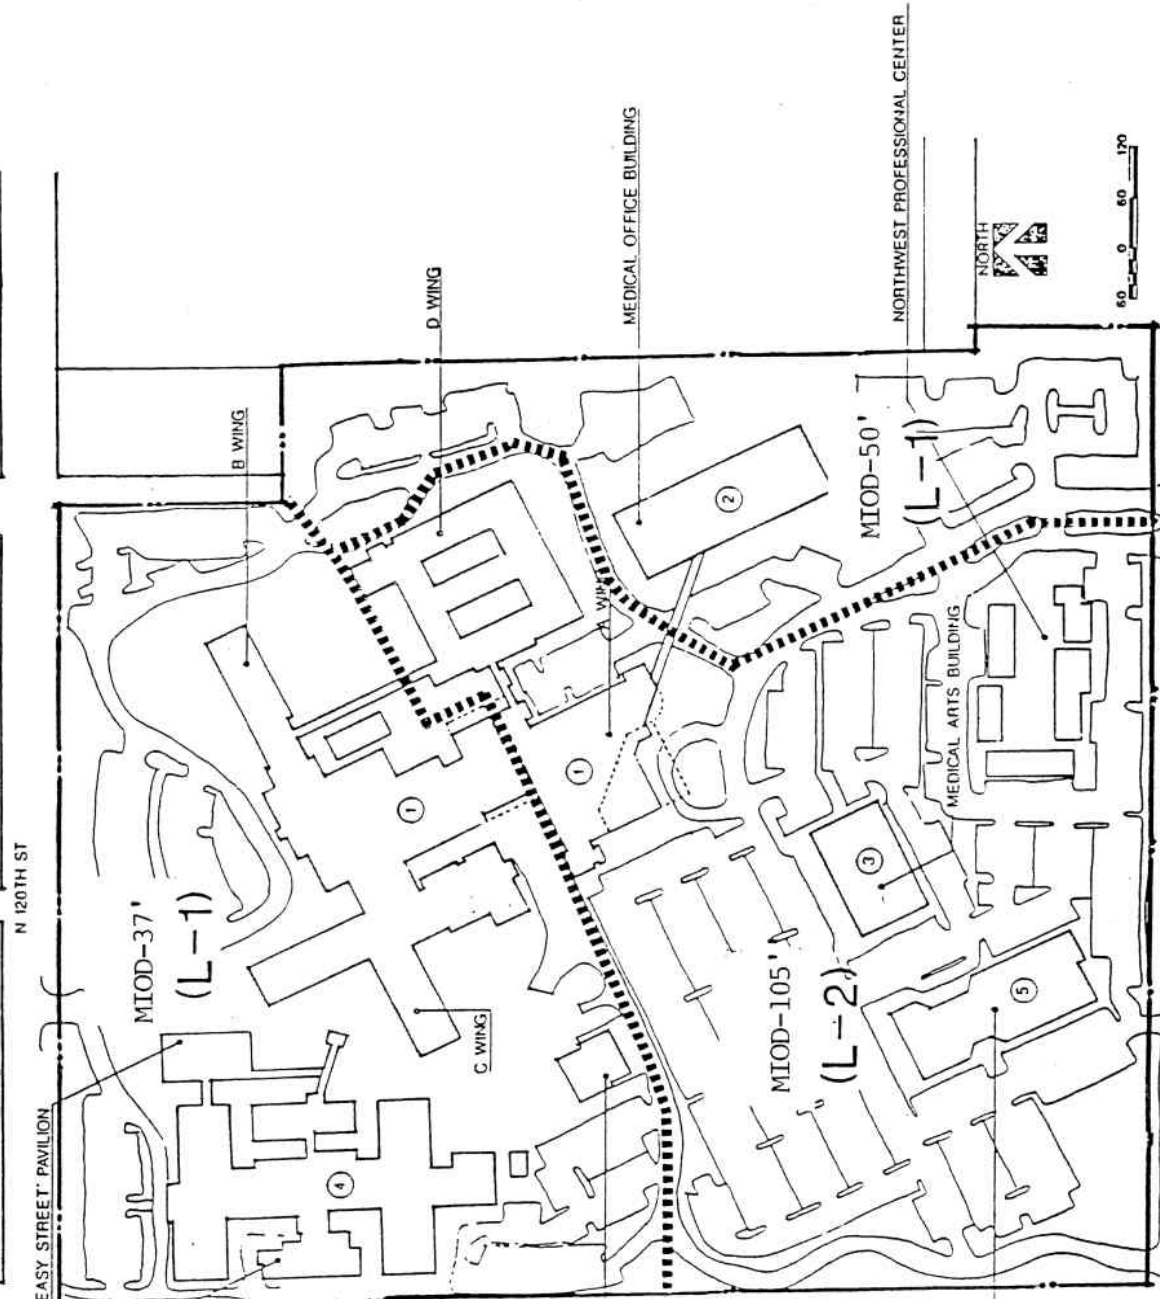 NORTHWEST PROFESSIONAL CENTER
MEDICAL OFFICE BUILDING
D WING
B WING
N 120TH ST
EASY STREET' PAVILION
C WING
MEDICAL ARTS BUILDING
MIOD-37'
(L-1)
MIOD-50'
(L-1)
MIOD-105'
(L-2)
1
1
2
3
4
5
NORTH
60 0 60 120